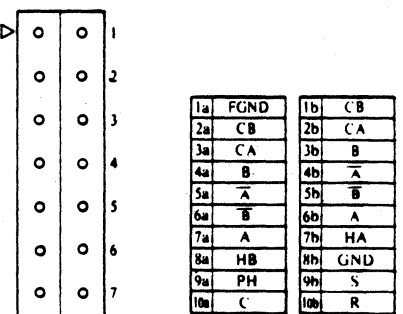 1
2
3
4
5
6
7
1a FGND 1b CB
2a CB 2b CA
3a CA 3b B
4a B 4b A̅
5a A̅ 5b B̅
6a B̅ 6b A
7a A 7b HA
8a HB 8b GND
9a PH 9b S
10a C 10b R